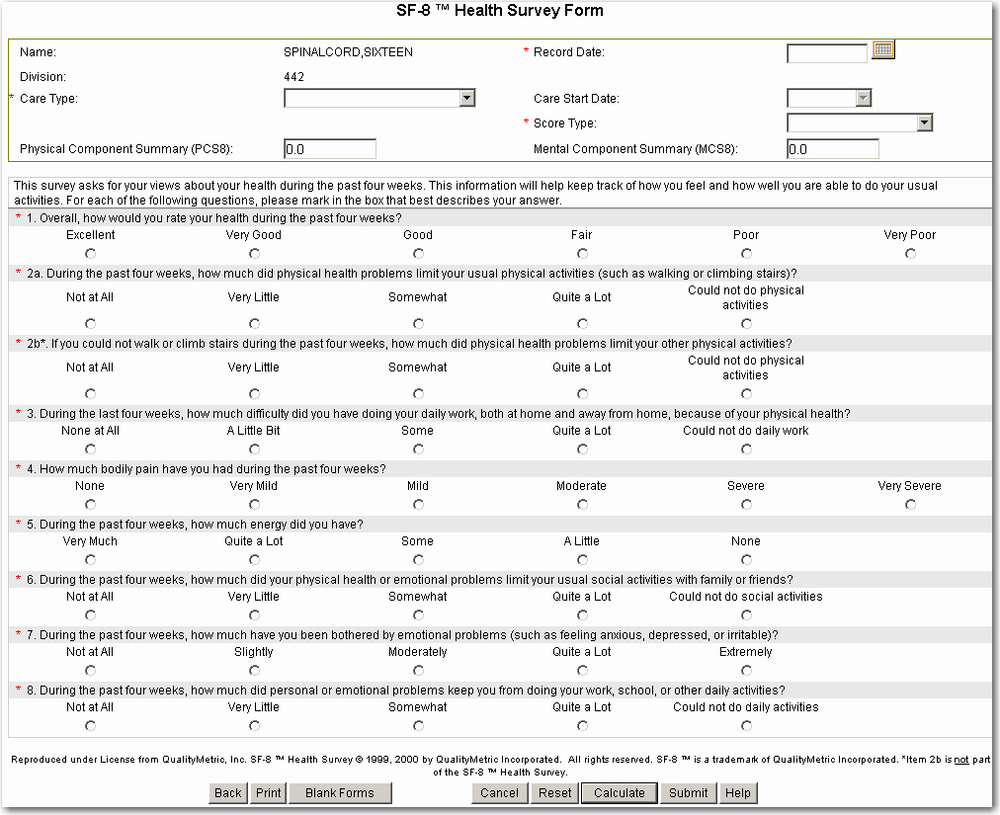 SF-8 ™ Health Survey Form
Name: SPINALCORD,SIXTEEN * Record Date:
Division: 442
* Care Type: Care Start Date:
* Score Type:
Physical Component Summary (PCS8): 0.0 Mental Component Summary (MCS8): 0.0
This survey asks for your views about your health during the past four weeks. This information will help keep track of how you feel and how well you are able to do your usual
activities. For each of the following questions, please mark in the box that best describes your answer.
* 1. Overall, how would you rate your health during the past four weeks?
Excellent Very Good Good Fair Poor Very Poor
* 2a. During the past four weeks, how much did physical health problems limit your usual physical activities (such as walking or climbing stairs)?
Not at All Very Little Somewhat Quite a Lot Could not do physical
activities
* 2b*. If you could not walk or climb stairs during the past four weeks, how much did physical health problems limit your other physical activities?
Not at All Very Little Somewhat Quite a Lot Could not do physical
activities
* 3. During the last four weeks, how much difficulty did you have doing your daily work, both at home and away from home, because of your physical health?
None at All A Little Bit Some Quite a Lot Could not do daily work
* 4. How much bodily pain have you had during the past four weeks?
None Very Mild Mild Moderate Severe Very Severe
* 5. During the past four weeks, how much energy did you have?
Very Much Quite a Lot Some A Little None
* 6. During the past four weeks, how much did your physical health or emotional problems limit your usual social activities with family or friends?
Not at All Very Little Somewhat Quite a Lot Could not do social activities
* 7. During the past four weeks, how much have you been bothered by emotional problems (such as feeling anxious, depressed, or irritable)?
Not at All Slightly Moderately Quite a Lot Extremely
* 8. During the past four weeks, how much did personal or emotional problems keep you from doing your work, school, or other daily activities?
Not at All Very Little Somewhat Quite a Lot Could not do daily activities
Reproduced under License from QualityMetric, Inc. SF-8 ™ Health Survey © 1999, 2000 by QualityMetric Incorporated. All rights reserved. SF-8 ™ is a trademark of QualityMetric Incorporated. *Item 2b is not part
of the SF-8 ™ Health Survey.
Back Print Blank Forms Cancel Reset Calculate Submit Help